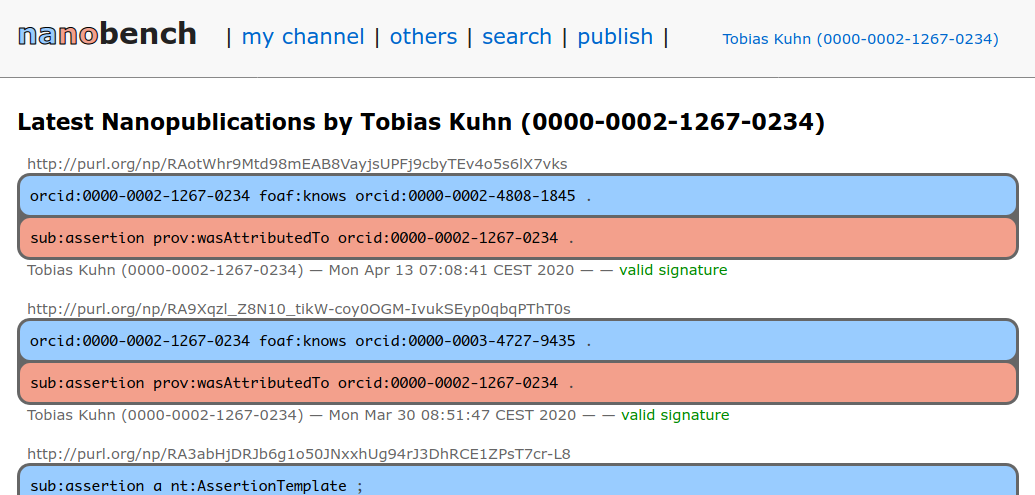 nanobench | my channel | others | search | publish | Tobias Kuhn (0000-0002-1267-0234)
Latest Nanopublications by Tobias Kuhn (0000-0002-1267-0234)
http://purl.org/np/RAotWhr9Mtd98mEAB8VayjsUPFj9cbyTEv4o5s6lX7vks
orcid:0000-0002-1267-0234 foaf:knows orcid:0000-0002-4808-1845 .
sub:assertion prov:wasAttributedTo orcid:0000-0002-1267-0234 .
Tobias Kuhn (0000-0002-1267-0234) — Mon Apr 13 07:08:41 CEST 2020 — — valid signature
http://purl.org/np/RA9Xqzl_Z8N10_tikW-coy0OGM-IvukSEyp0qbqPThT0s
orcid:0000-0002-1267-0234 foaf:knows orcid:0000-0003-4727-9435 .
sub:assertion prov:wasAttributedTo orcid:0000-0002-1267-0234 .
Tobias Kuhn (0000-0002-1267-0234) — Mon Mar 30 08:51:47 CEST 2020 — — valid signature
http://purl.org/np/RA3abHjDRJb6g1o50JNxxhUg94rJ3DhRCE1ZPsT7cr-L8
sub:assertion a nt:AssertionTemplate ;